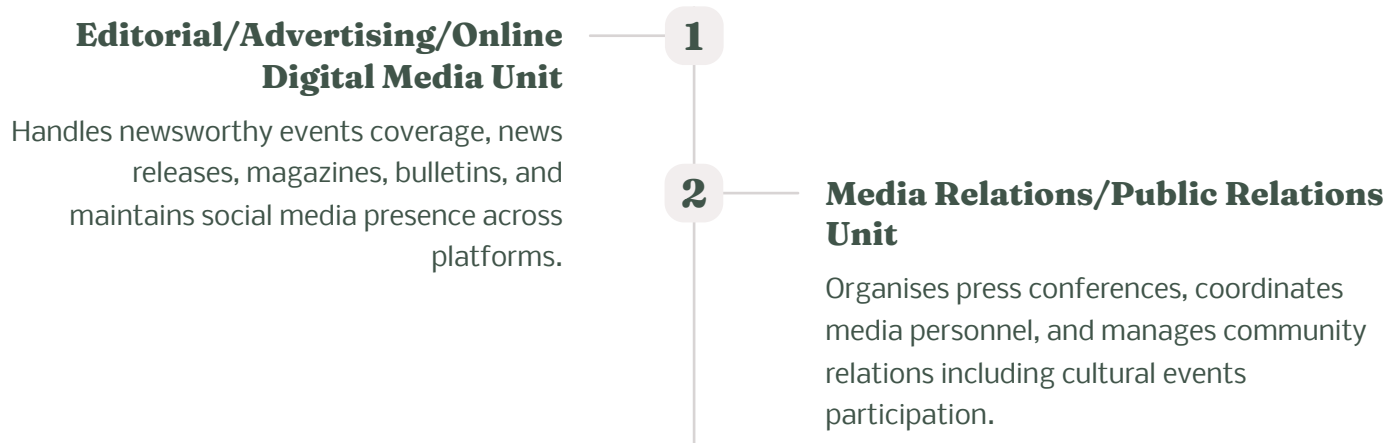 Editorial/Advertising/Online
Digital Media Unit
Handles newsworthy events coverage, news
releases, magazines, bulletins, and
maintains social media presence across
platforms.
1
2
Media Relations/Public Relations
Unit
Organises press conferences, coordinates
media personnel, and manages community
relations including cultural events
participation.